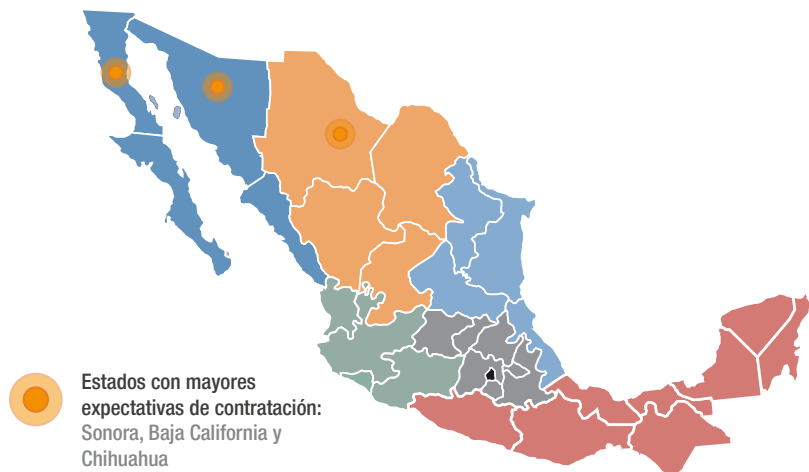 Estados con mayores
expectativas de contratación:
Sonora, Baja California y
Chihuahua